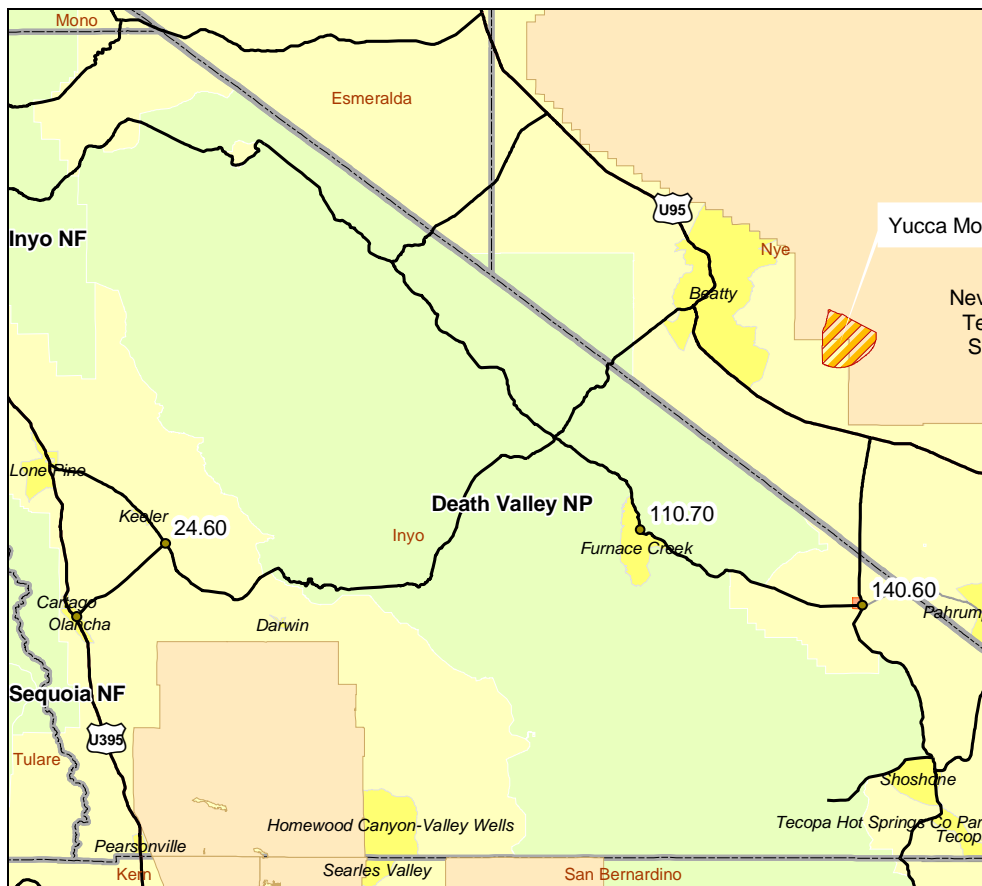 Mono
Esmeralda
U95
Inyo NF
Yucca Mo
Nye
Beatty
Nev
Te
S
Lone Pine
Death Valley NP
110.70
Keeler
24.60
Inyo
Furnace Creek
140.60
Cartago
Olancha
Darwin
Pahrump
Sequoia NF
U395
Tulare
Shoshone
Homewood Canyon-Valley Wells
Tecopa Hot Springs Co Par
Pearsonville
Tecop
Kern
Searles Valley
San Bernardino